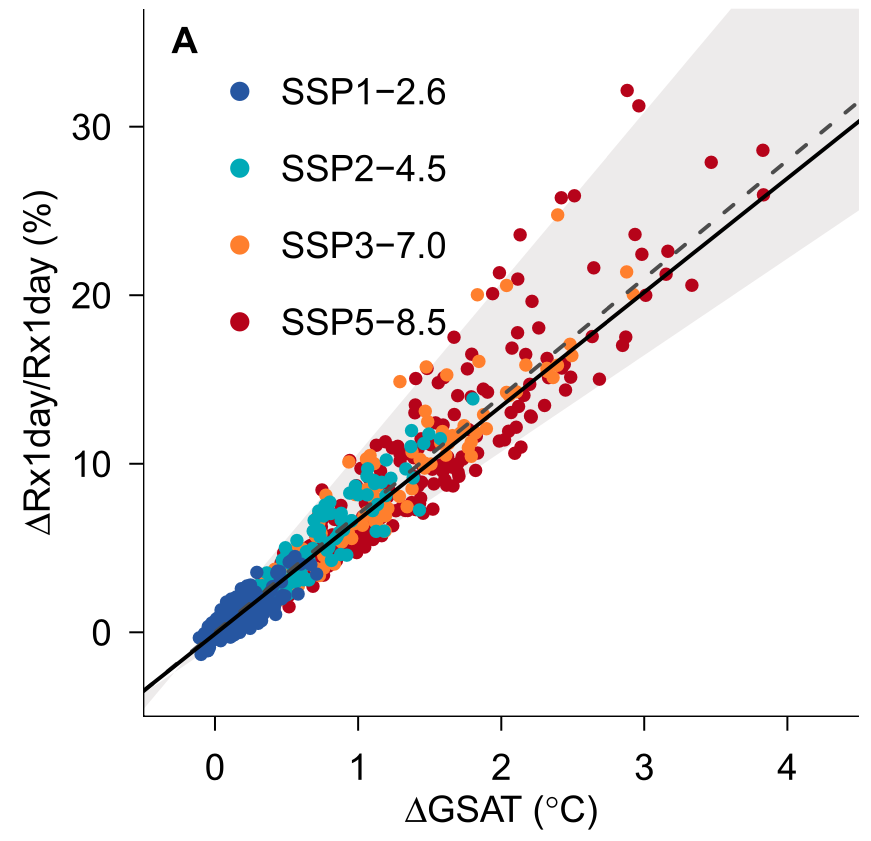 A
SSP1−2.6
SSP2−4.5
SSP3−7.0
SSP5−8.5
30
20
10
0
ΔRx1day/Rx1day (%)
0 1 2 3 4
ΔGSAT (°C)